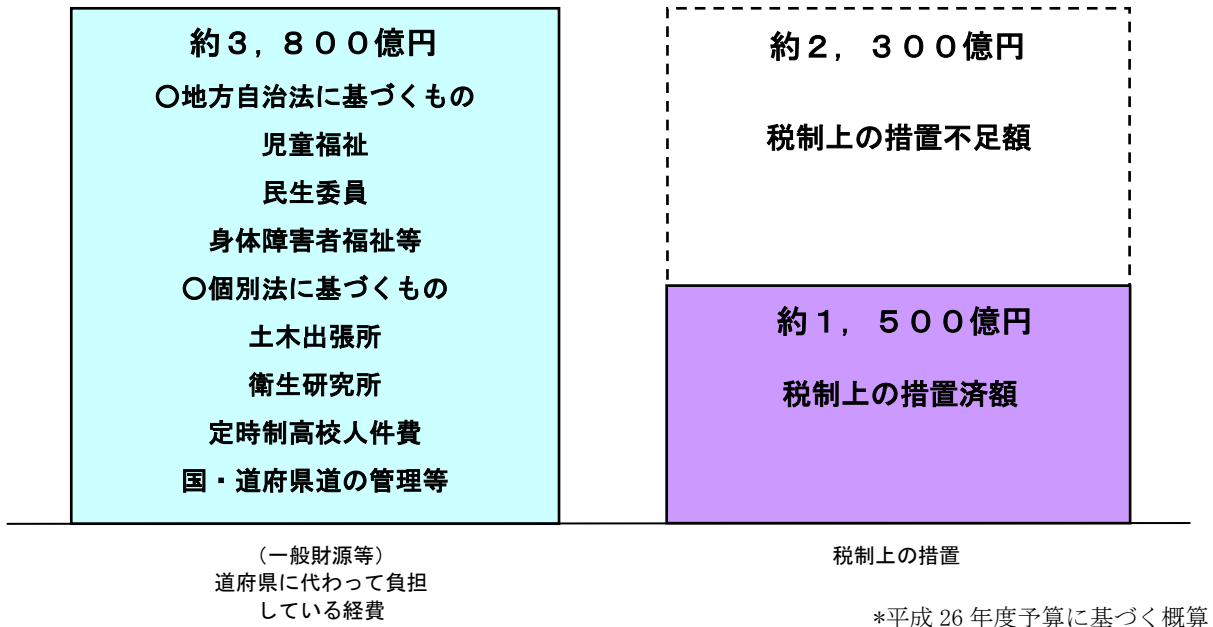 約３，８００億円
○地方自治法に基づくもの
児童福祉
民生委員
身体障害者福祉等
○個別法に基づくもの
土木出張所
衛生研究所
定時制高校人件費
国・道府県道の管理等
約２，３００億円
税制上の措置不足額
約１，５００億円
税制上の措置済額
（一般財源等）
道府県に代わって負担
している経費
税制上の措置
*平成 26 年度予算に基づく概算